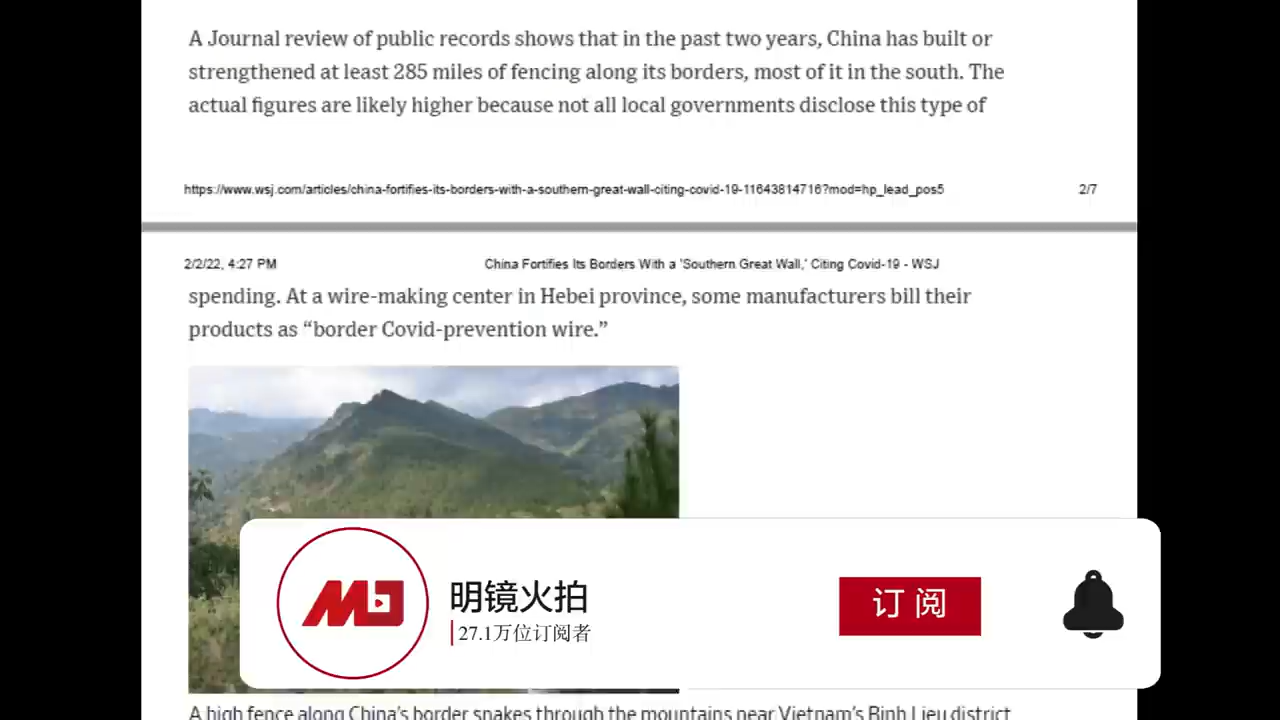 A Journal review of public records shows that in the past two years, China has built or
strengthened at least 285 miles of fencing along its borders, most of it in the south. The
actual figures are likely higher because not all local governments disclose this type of
https://www.wsj.com/articles/china-fortifies-its-borders-with-a-southern-great-wall-citing-covid-19-11643814716?mod=hp_lead_pos5 2/7
2/2/22, 4:27 PM China Fortifies Its Borders With a 'Southern Great Wall,' Citing Covid-19 - WSJ
spending. At a wire-making center in Hebei province, some manufacturers bill their
products as “border Covid-prevention wire.”
明镜火拍
27.1万位订阅者
订阅
A high fence along China’s border snakes through the mountains near Vietnam’s Binh Lieu district